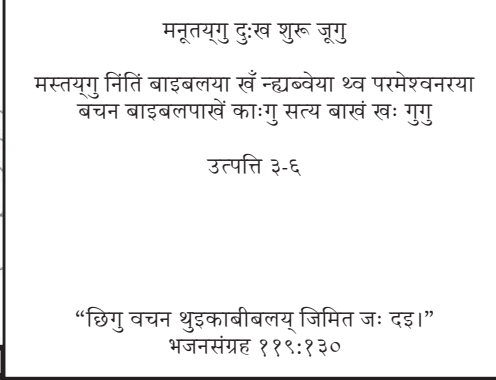 मनूतय्‌गु दुःख शुरू जूगु
मस्तय्‌गु निंतिं बाइबलया खँ न्ह्यब्वेया थ्व परमेश्वनरया
बचन बाइबलपाखें काःगु सत्य बाखं खः गुगु
उत्पत्ति ३-६
“छिगु वचन थुइकाबीबलय् जिमित जः दइ।”
भजनसंग्रह ११९:१३०